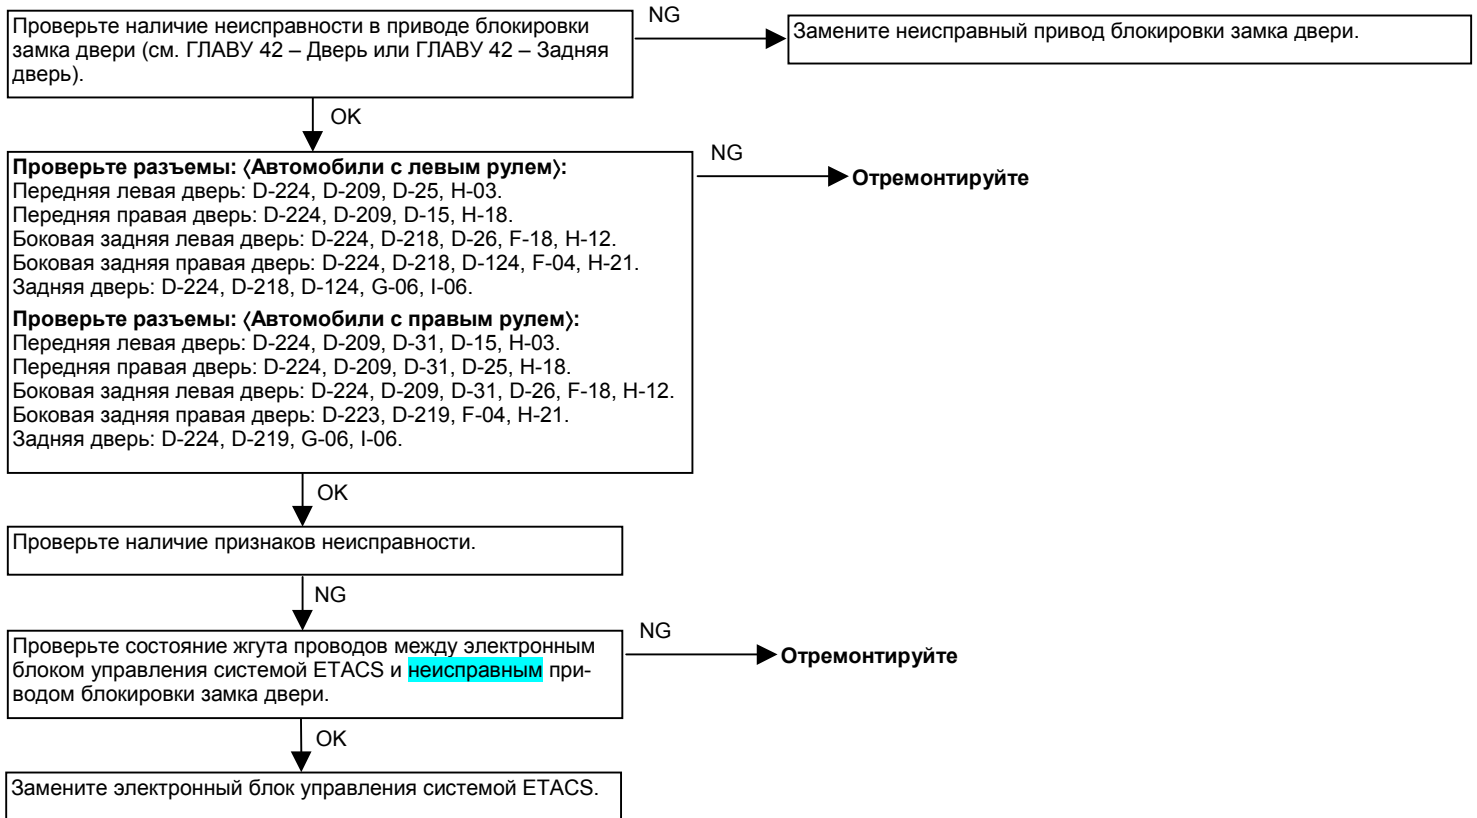 Проверьте наличие неисправности в приводе блокировки
замка двери (см. ГЛАВУ 42 – Дверь или ГЛАВУ 42 – Задняя
дверь).
NG
Замените неисправный привод блокировки замка двери.
OK
Проверьте разъемы: 〈Автомобили с левым рулем〉:
Передняя левая дверь: D-224, D-209, D-25, H-03.
Передняя правая дверь: D-224, D-209, D-15, H-18.
Боковая задняя левая дверь: D-224, D-218, D-26, F-18, H-12.
Боковая задняя правая дверь: D-224, D-218, D-124, F-04, H-21.
Задняя дверь: D-224, D-218, D-124, G-06, I-06.
Проверьте разъемы: 〈Автомобили с правым рулем〉:
Передняя левая дверь: D-224, D-209, D-31, D-15, H-03.
Передняя правая дверь: D-224, D-209, D-31, D-25, H-18.
Боковая задняя левая дверь: D-224, D-209, D-31, D-26, F-18, H-12.
Боковая задняя правая дверь: D-223, D-219, F-04, H-21.
Задняя дверь: D-224, D-219, G-06, I-06.
NG
Отремонтируйте
OK
Проверьте наличие признаков неисправности.
NG
Проверьте состояние жгута проводов между электронным
блоком управления системой ETACS и неисправным при-
водом блокировки замка двери.
NG
Отремонтируйте
OK
Замените электронный блок управления системой ETACS.